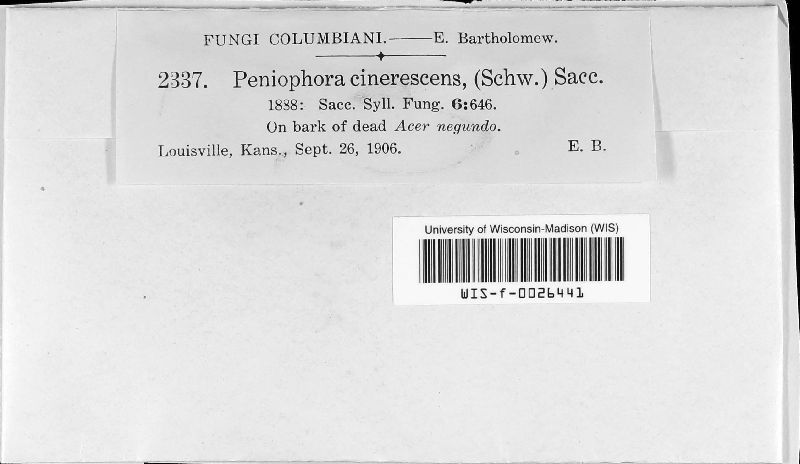 FUNGI COLUMBIANI.——E. Bartholomew.
2337. Peniophora cinerescens, (Schw.) Sacc.
1888: Sacc. Syll. Fung. 6:646.
On bark of dead Acer negundo.
Louisville, Kans., Sept. 26, 1906. E. B.
University of Wisconsin-Madison (WIS)
WIS-f-0026441